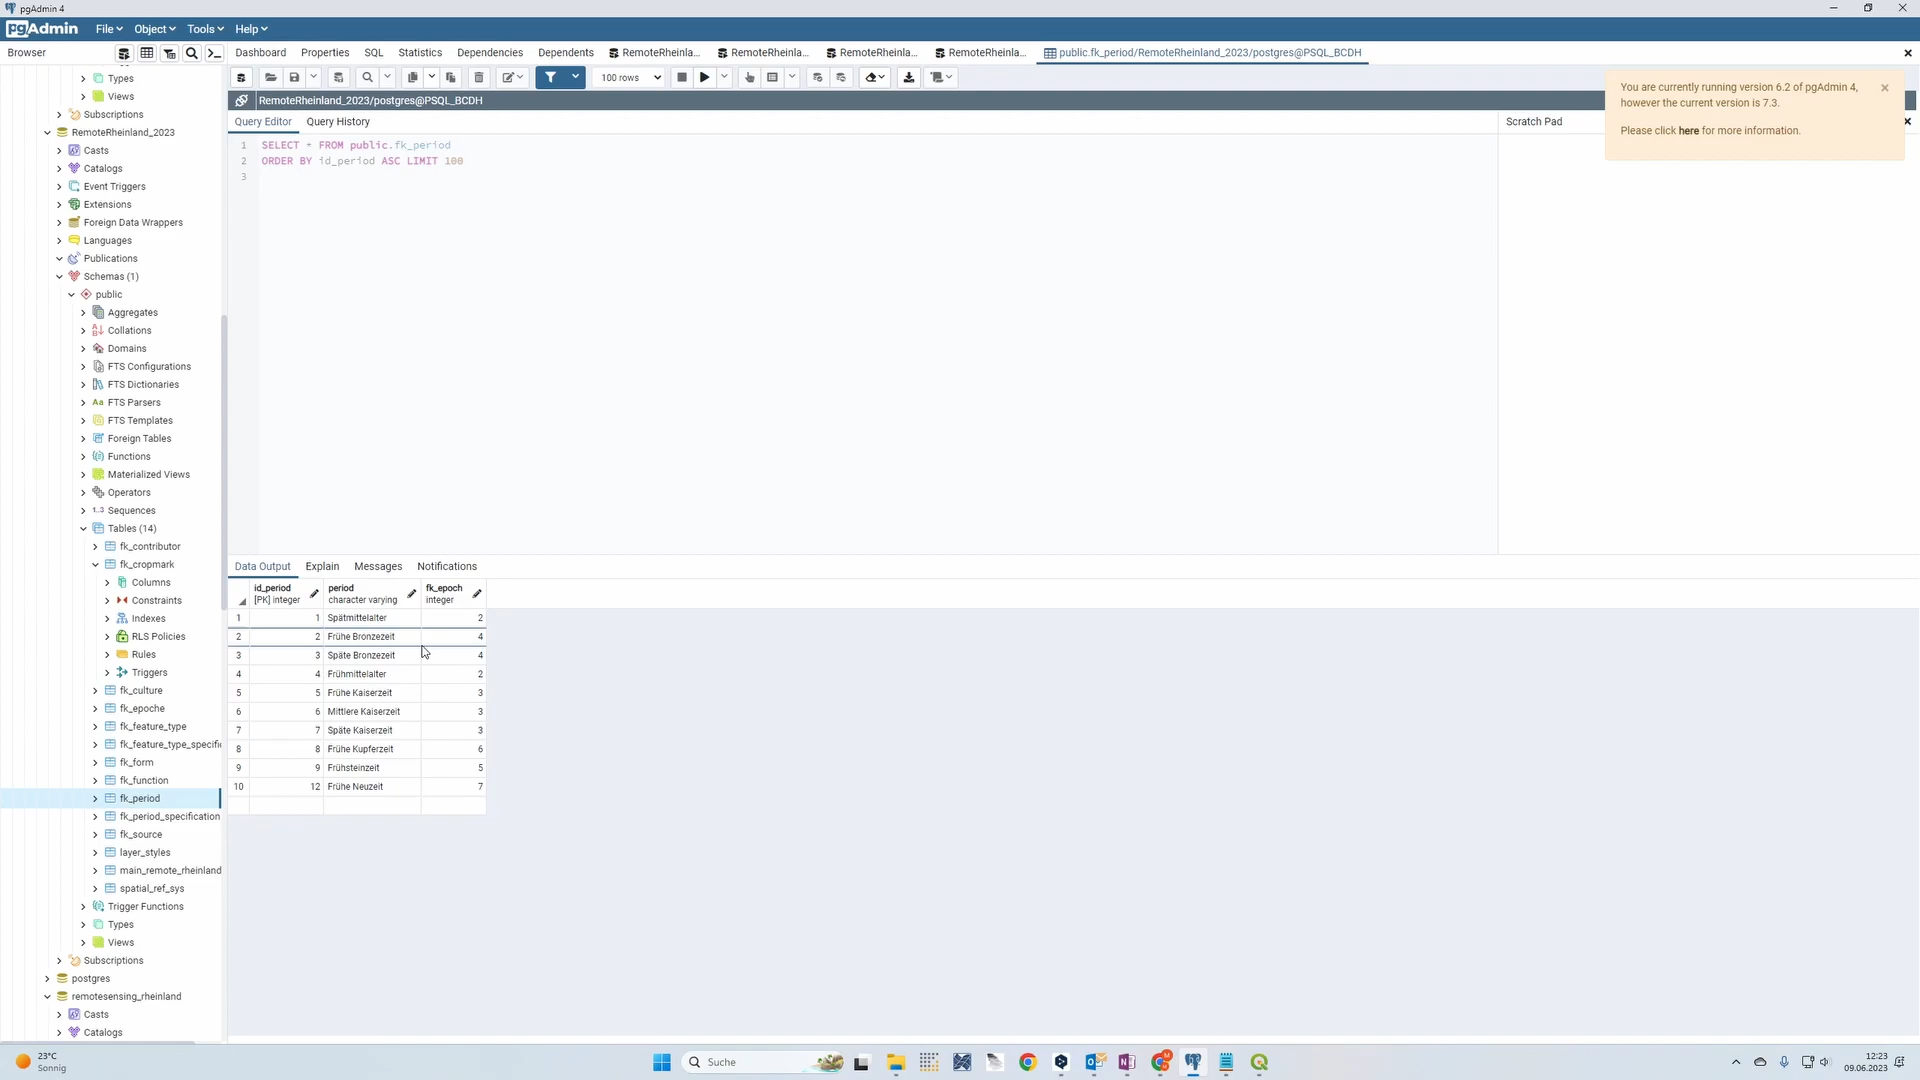 pgAdmin 4
pgAdmin File Object Tools Help
Browser
Dashboard Properties SQL Statistics Dependencies Dependents RemoteRheinla... RemoteRheinla... RemoteRheinla... RemoteRheinla... public.fk_period/RemoteRheinland_2023/postgres@PSQL_BCDH
100 rows
RemoteRheinland_2023/postgres@PSQL_BCDH
Query Editor Query History
Scratch Pad
You are currently running version 6.2 of pgAdmin 4,
however the current version is 7.3.
Please click here for more information.
1 SELECT * FROM public.fk_period
2 ORDER BY id_period ASC LIMIT 100
3
Types
Views
Subscriptions
RemoteRheinland_2023
Casts
Catalogs
Event Triggers
Extensions
Foreign Data Wrappers
Languages
Publications
Schemas (1)
public
Aggregates
Collations
Domains
FTS Configurations
FTS Dictionaries
Aa FTS Parsers
FTS Templates
Foreign Tables
Functions
Materialized Views
Operators
1..3 Sequences
Tables (14)
fk_contributor
fk_cropmark
Columns
Constraints
Indexes
RLS Policies
Rules
Triggers
fk_culture
fk_epoche
fk_feature_type
fk_feature_type_specific
fk_form
fk_function
fk_period
fk_period_specification
fk_source
layer_styles
main_remote_rheinland
spatial_ref_sys
Trigger Functions
Types
Views
Subscriptions
postgres
remotesensing_rheinland
Casts
Catalogs
Data Output Explain Messages Notifications
id_period period fk_epoch
[PK] integer character varying integer
1 1 Spätmittelalter 2
2 2 Frühe Bronzezeit 4
3 3 Späte Bronzezeit 4
4 4 Frühmittelalter 2
5 5 Frühe Kaiserzeit 3
6 6 Mittlere Kaiserzeit 3
7 7 Späte Kaiserzeit 3
8 8 Frühe Kupferzeit 6
9 9 Frühsteinzeit 5
10 12 Frühe Neuzeit 7
23°C
Sonnig
Suche
12:23
09.06.2023